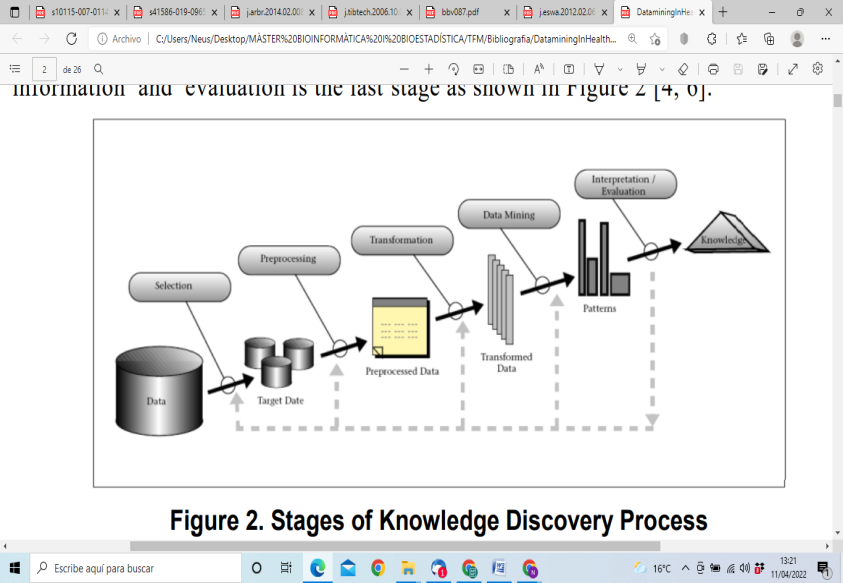 s10115-007-0114
s41586-019-0965
j.arbr.2014.02.00
j.tibtech.2006.10
bbv087.pdf
j.eswa.2012.02.06
DataminingInHea
Archivo
C:/Users/Neus/Desktop/MÀSTER%20BIOINFORMÀTICA%20I%20BIOESTADÍSTICA/TFM/Bibliografia/DataminingInHealth...
2 de 26
information and evaluation is the last stage as shown in Figure 2 [4, 6].
Interpretation /
Evaluation
Data Mining
Transformation
Knowledge
Preprocessing
Selection
Patterns
Transformed
Data
Preprocessed Data
Target Date
Data
Figure 2. Stages of Knowledge Discovery Process
Escribe aquí para buscar
16°C
13:21
11/04/2022